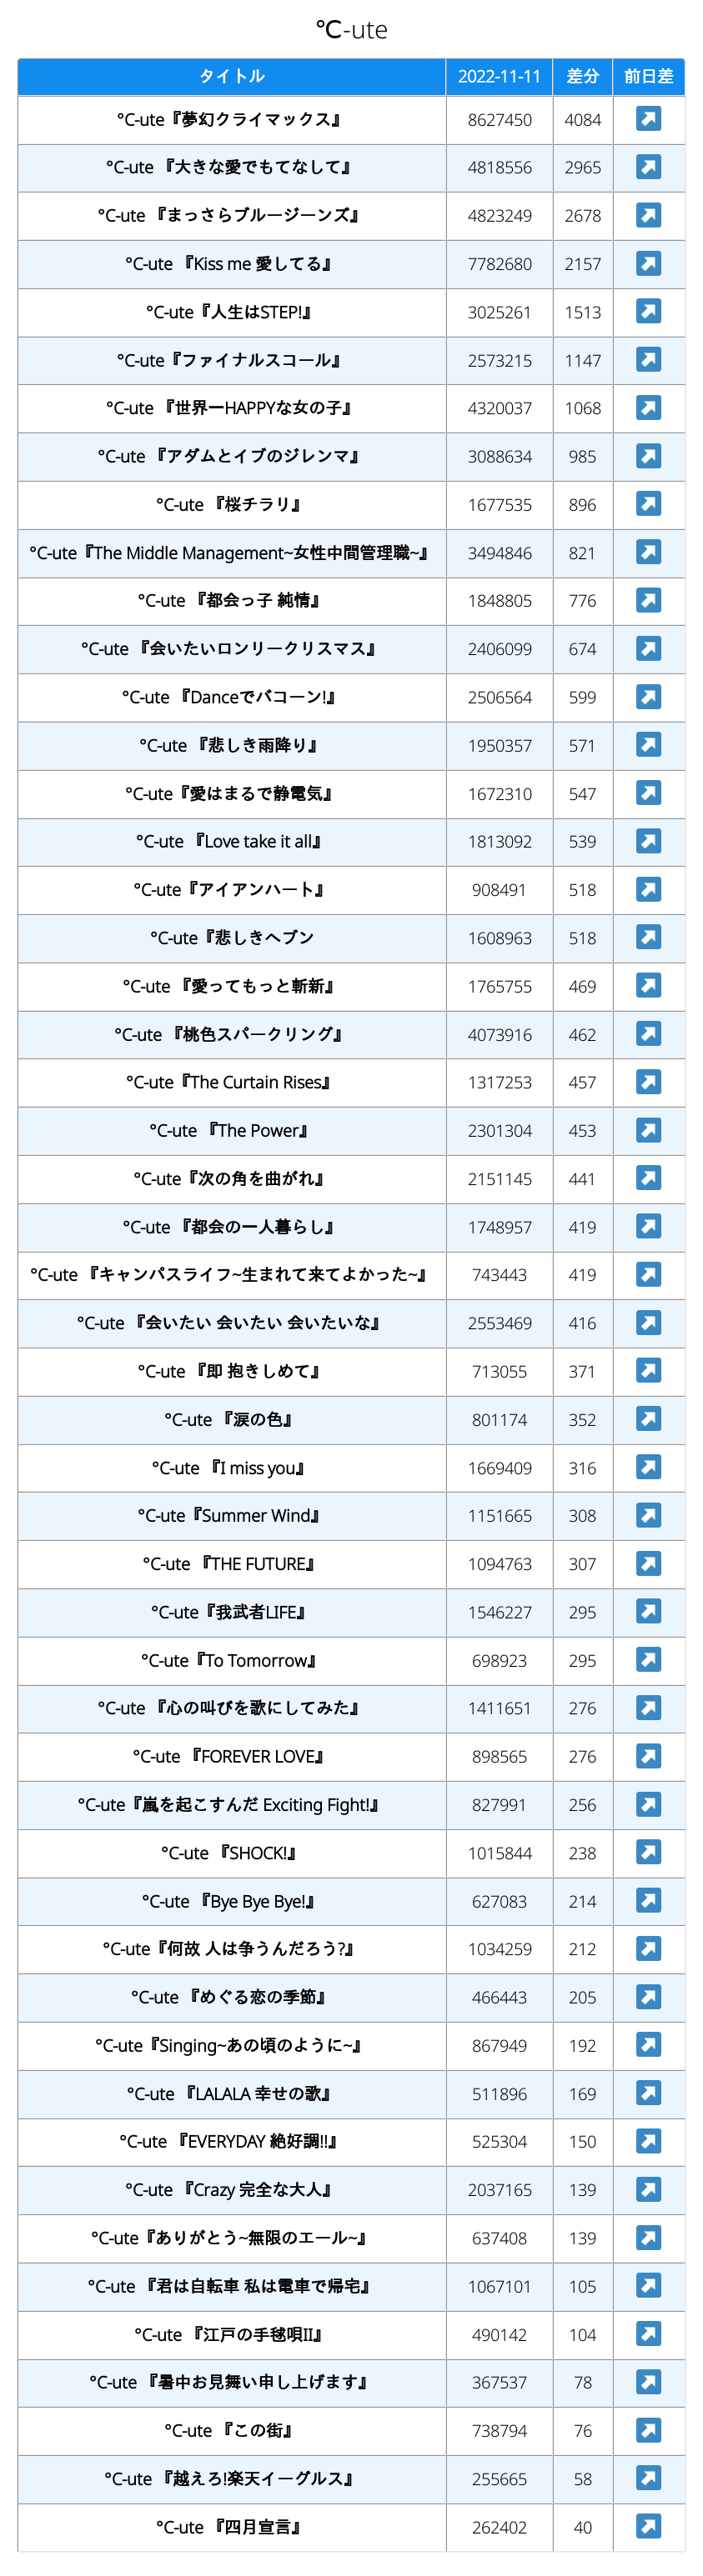 ℃-ute
タイトル 2022-11-11 差分 前日差
°C-ute『夢幻クライマックス』 8627450 4084
°C-ute 『大きな愛でもてなして』 4818556 2965
°C-ute 『まっさらブルージーンズ』 4823249 2678
°C-ute 『Kiss me 愛してる』 7782680 2157
°C-ute『人生はSTEP!』 3025261 1513
°C-ute『ファイナルスコール』 2573215 1147
°C-ute 『世界一HAPPYな女の子』 4320037 1068
°C-ute 『アダムとイブのジレンマ』 3088634 985
°C-ute 『桜チラリ』 1677535 896
°C-ute『The Middle Management~女性中間管理職~』 3494846 821
°C-ute 『都会っ子 純情』 1848805 776
°C-ute 『会いたいロンリークリスマス』 2406099 674
°C-ute 『Danceでバコーン!』 2506564 599
°C-ute 『悲しき雨降り』 1950357 571
°C-ute『愛はまるで静電気』 1672310 547
°C-ute 『Love take it all』 1813092 539
°C-ute『アイアンハート』 908491 518
°C-ute『悲しきヘブン 1608963 518
°C-ute 『愛ってもっと斬新』 1765755 469
°C-ute 『桃色スパークリング』 4073916 462
°C-ute『The Curtain Rises』 1317253 457
°C-ute 『The Power』 2301304 453
°C-ute『次の角を曲がれ』 2151145 441
°C-ute 『都会の一人暮らし』 1748957 419
°C-ute 『キャンパスライフ~生まれて来てよかった~』 743443 419
°C-ute 『会いたい 会いたい 会いたいな』 2553469 416
°C-ute 『即 抱きしめて』 713055 371
°C-ute 『涙の色』 801174 352
°C-ute 『I miss you』 1669409 316
°C-ute『Summer Wind』 1151665 308
°C-ute 『THE FUTURE』 1094763 307
°C-ute『我武者LIFE』 1546227 295
°C-ute『To Tomorrow』 698923 295
°C-ute 『心の叫びを歌にしてみた』 1411651 276
°C-ute 『FOREVER LOVE』 898565 276
°C-ute『嵐を起こすんだ Exciting Fight!』 827991 256
°C-ute 『SHOCK!』 1015844 238
°C-ute 『Bye Bye Bye!』 627083 214
°C-ute『何故 人は争うんだろう?』 1034259 212
°C-ute 『めぐる恋の季節』 466443 205
°C-ute『Singing~あの頃のように~』 867949 192
°C-ute 『LALALA 幸せの歌』 511896 169
°C-ute 『EVERYDAY 絶好調!!』 525304 150
°C-ute 『Crazy 完全な大人』 2037165 139
°C-ute『ありがとう~無限のエール~』 637408 139
°C-ute 『君は自転車 私は電車で帰宅』 1067101 105
°C-ute 『江戸の手毬唄II』 490142 104
°C-ute 『暑中お見舞い申し上げます』 367537 78
°C-ute 『この街』 738794 76
°C-ute 『越えろ!楽天イーグルス』 255665 58
°C-ute 『四月宣言』 262402 40